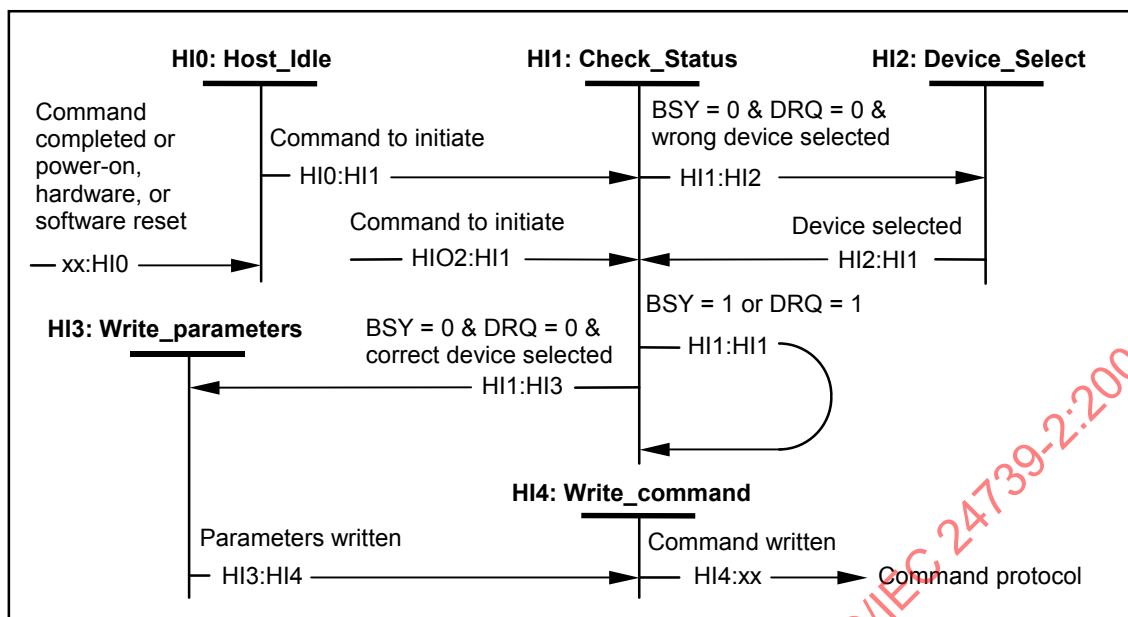 HI0: Host_Idle
HI1: Check_Status
HI2: Device_Select
Command
completed or
power-on,
hardware, or
software reset
xx:HI0
Command to initiate
HI0:HI1
BSY = 0 & DRQ = 0 &
wrong device selected
HI1:HI2
Command to initiate
HIO2:HI1
Device selected
HI2:HI1
BSY = 1 or DRQ = 1
HI1:HI1
HI3: Write_parameters
BSY = 0 & DRQ = 0 &
correct device selected
HI1:HI3
HI4: Write_command
Parameters written
HI3:HI4
Command written
HI4:xx
Command protocol
/IEC 24739-2:200